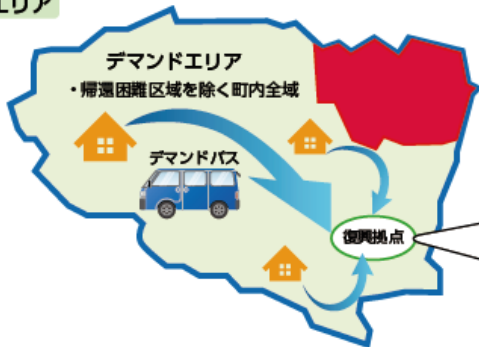 エリア
デマンドエリア
・帰還困難区域を除く町内全域
デマンドバス
復興拠点